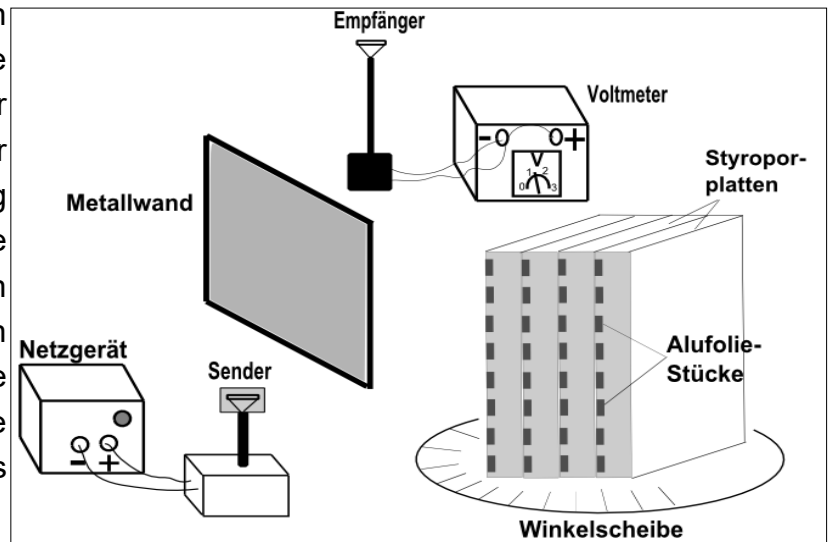 n
e
r
r
g
e
n
n
e
e
s
Empfänger
Voltmeter
- +
V
0 1 2 3
Styropor-
platten
Metallwand
Netzgerät
- +
Sender
Alufolie-
Stücke
Winkelscheibe